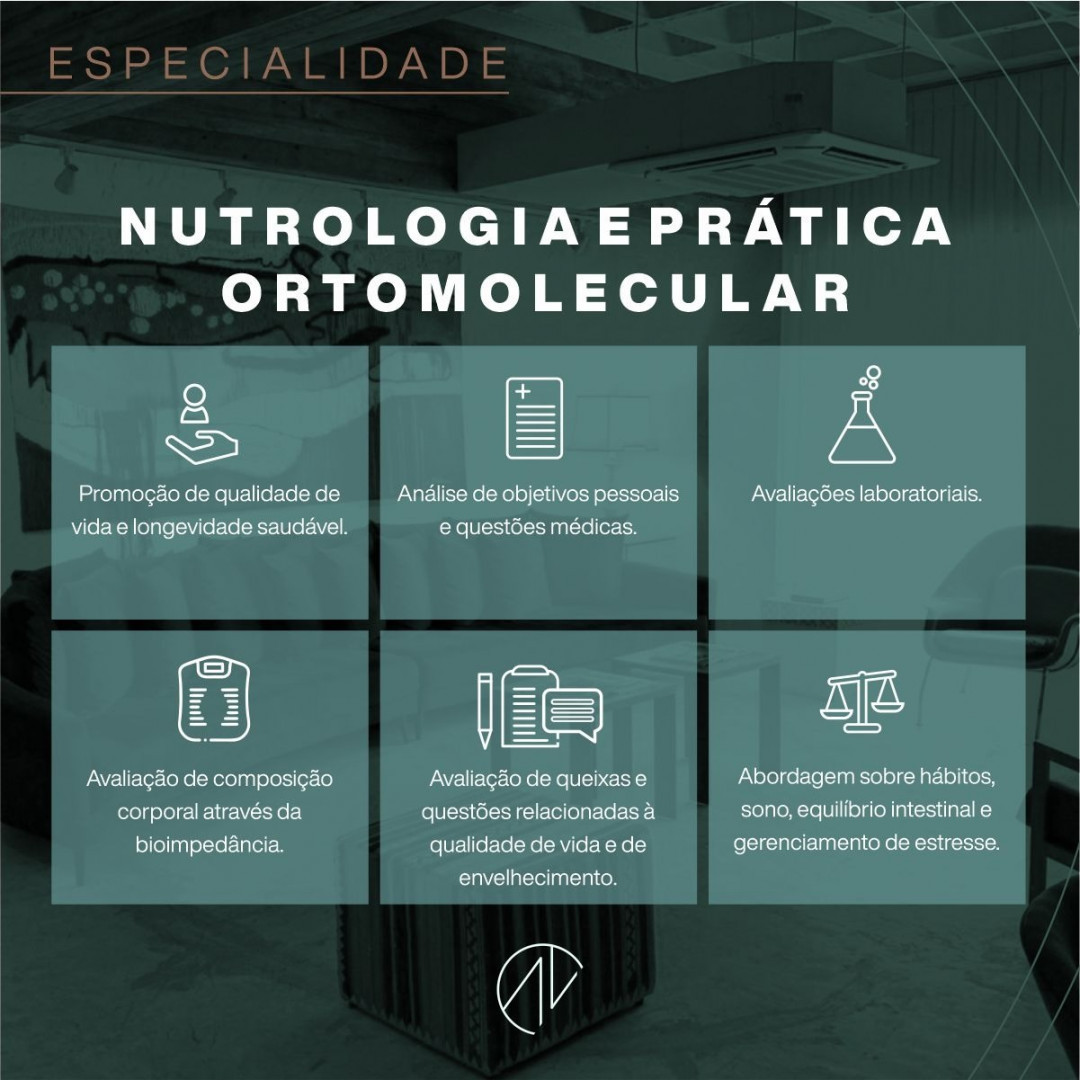 ESPECIALIDADE
NUTROLOGIA E PRÁTICA
ORTOMOLECULAR
Promoção de qualidade de
vida e longevidade saudável.
Análise de objetivos pessoais
e questões médicas.
Avaliações laboratoriais.
Avaliação de composição
corporal através da
bioimpedância.
Avaliação de queixas e
questões relacionadas à
qualidade de vida e de
envelhecimento.
Abordagem sobre hábitos,
sono, equilíbrio intestinal e
gerenciamento de estresse.